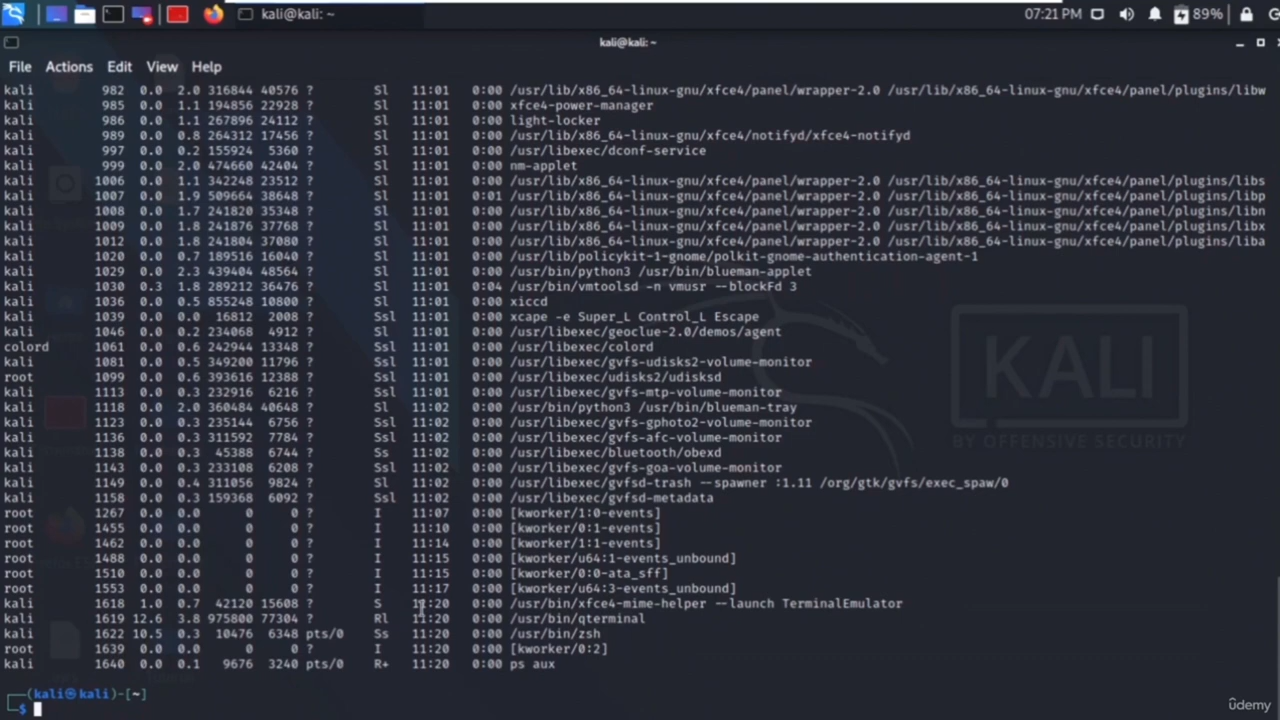 kali@kali: ~
07:21 PM
89%
kali@kali: ~
File Actions Edit View Help
kali 982 0.0 2.0 316844 40576 ? Sl 11:01 0:00 /usr/lib/x86_64-linux-gnu/xfce4/panel/wrapper-2.0 /usr/lib/x86_64-linux-gnu/xfce4/panel/plugins/libw
kali 985 0.0 1.1 194856 22928 ? Sl 11:01 0:00 xfce4-power-manager
kali 986 0.0 1.1 267896 24112 ? Sl 11:01 0:00 light-locker
kali 989 0.0 0.8 264312 17456 ? Sl 11:01 0:00 /usr/lib/x86_64-linux-gnu/xfce4/notifyd/xfce4-notifyd
kali 997 0.0 0.2 155924 5360 ? Sl 11:01 0:00 /usr/libexec/dconf-service
kali 999 0.0 2.0 474660 42404 ? Sl 11:01 0:00 nm-applet
kali 1006 0.0 1.1 342248 23512 ? Sl 11:01 0:00 /usr/lib/x86_64-linux-gnu/xfce4/panel/wrapper-2.0 /usr/lib/x86_64-linux-gnu/xfce4/panel/plugins/libs
kali 1007 0.0 1.9 509664 38648 ? Sl 11:01 0:01 /usr/lib/x86_64-linux-gnu/xfce4/panel/wrapper-2.0 /usr/lib/x86_64-linux-gnu/xfce4/panel/plugins/libp
kali 1008 0.0 1.7 241820 35348 ? Sl 11:01 0:00 /usr/lib/x86_64-linux-gnu/xfce4/panel/wrapper-2.0 /usr/lib/x86_64-linux-gnu/xfce4/panel/plugins/libn
kali 1009 0.0 1.8 241876 37768 ? Sl 11:01 0:00 /usr/lib/x86_64-linux-gnu/xfce4/panel/wrapper-2.0 /usr/lib/x86_64-linux-gnu/xfce4/panel/plugins/libx
kali 1012 0.0 1.8 241804 37080 ? Sl 11:01 0:00 /usr/lib/x86_64-linux-gnu/xfce4/panel/wrapper-2.0 /usr/lib/x86_64-linux-gnu/xfce4/panel/plugins/liba
kali 1020 0.0 0.7 189516 16040 ? Sl 11:01 0:00 /usr/lib/policykit-1-gnome/polkit-gnome-authentication-agent-1
kali 1029 0.0 2.3 439404 48564 ? Sl 11:01 0:00 /usr/bin/python3 /usr/bin/blueman-applet
kali 1030 0.3 1.8 289212 36476 ? Sl 11:01 0:04 /usr/bin/vmtoolsd -n vmusr --blockFd 3
kali 1036 0.0 0.5 855248 10800 ? Sl 11:01 0:00 xiccd
kali 1039 0.0 0.0 16812 2008 ? Ssl 11:01 0:00 xcape -e Super_L Control_L Escape
kali 1046 0.0 0.2 234068 4912 ? Sl 11:01 0:00 /usr/libexec/geoclue-2.0/demos/agent
colord 1061 0.0 0.6 242944 13348 ? Ssl 11:01 0:00 /usr/libexec/colord
kali 1081 0.0 0.5 349200 11796 ? Ssl 11:01 0:00 /usr/libexec/gvfs-udisks2-volume-monitor
root 1099 0.0 0.6 393616 12388 ? Ssl 11:01 0:00 /usr/libexec/udisks2/udisksd
kali 1113 0.0 0.3 232916 6216 ? Ssl 11:01 0:00 /usr/libexec/gvfs-mtp-volume-monitor
kali 1118 0.0 2.0 360484 40648 ? Sl 11:02 0:00 /usr/bin/python3 /usr/bin/blueman-tray
kali 1123 0.0 0.3 235144 6756 ? Ssl 11:02 0:00 /usr/libexec/gvfs-gphoto2-volume-monitor
kali 1136 0.0 0.3 311592 7784 ? Ssl 11:02 0:00 /usr/libexec/gvfs-afc-volume-monitor
kali 1138 0.0 0.3 45388 6744 ? Ss 11:02 0:00 /usr/libexec/bluetooth/obexd
kali 1143 0.0 0.3 233108 6208 ? Ssl 11:02 0:00 /usr/libexec/gvfs-goa-volume-monitor
kali 1149 0.0 0.4 311056 9824 ? Sl 11:02 0:00 /usr/libexec/gvfsd-trash --spawner :1.11 /org/gtk/gvfs/exec_spaw/0
kali 1158 0.0 0.3 159368 6092 ? Ssl 11:02 0:00 /usr/libexec/gvfsd-metadata
root 1267 0.0 0.0 0 0 ? I 11:07 0:00 [kworker/1:0-events]
root 1455 0.0 0.0 0 0 ? I 11:10 0:00 [kworker/0:1-events]
root 1462 0.0 0.0 0 0 ? I 11:14 0:00 [kworker/1:1-events]
root 1488 0.0 0.0 0 0 ? I 11:15 0:00 [kworker/u64:1-events_unbound]
root 1510 0.0 0.0 0 0 ? I 11:15 0:00 [kworker/0:0-ata_sff]
root 1553 0.0 0.0 0 0 ? I 11:17 0:00 [kworker/u64:3-events_unbound]
kali 1618 1.0 0.7 42120 15608 ? S 11:20 0:00 /usr/bin/xfce4-mime-helper --launch TerminalEmulator
kali 1619 12.6 3.8 975800 77304 ? Rl 11:20 0:00 /usr/bin/qterminal
kali 1622 10.5 0.3 10476 6348 pts/0 Ss 11:20 0:00 /usr/bin/zsh
root 1639 0.0 0.0 0 0 ? I 11:20 0:00 [kworker/0:2]
kali 1640 0.0 0.1 9676 3240 pts/0 R+ 11:20 0:00 ps aux
┌──(kali㉿kali)-[~]
└─$
KALI
BY OFFENSIVE SECURITY
ûdemy